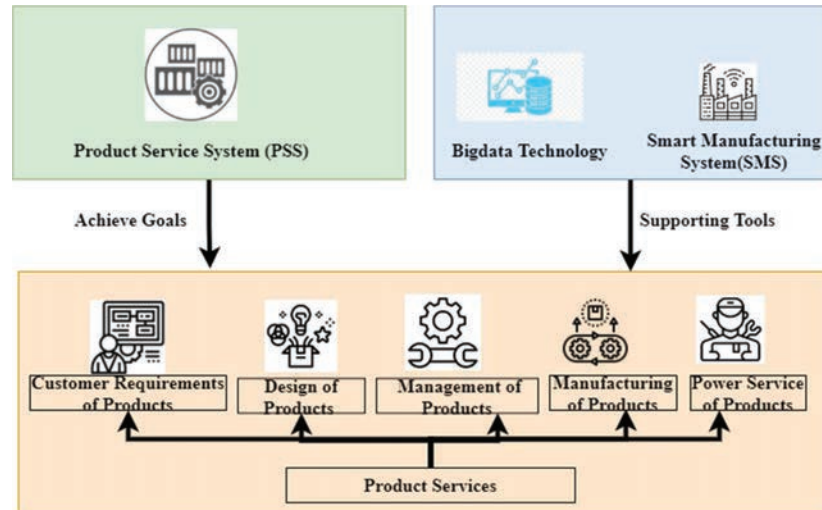 Product Service System (PSS)
Bigdata Technology
Smart Manufacturing
System(SMS)
Achieve Goals
Supporting Tools
Customer Requirements
of Products
Design of
Products
Management of
Products
Manufacturing
of Products
Power Service
of Products
Product Services